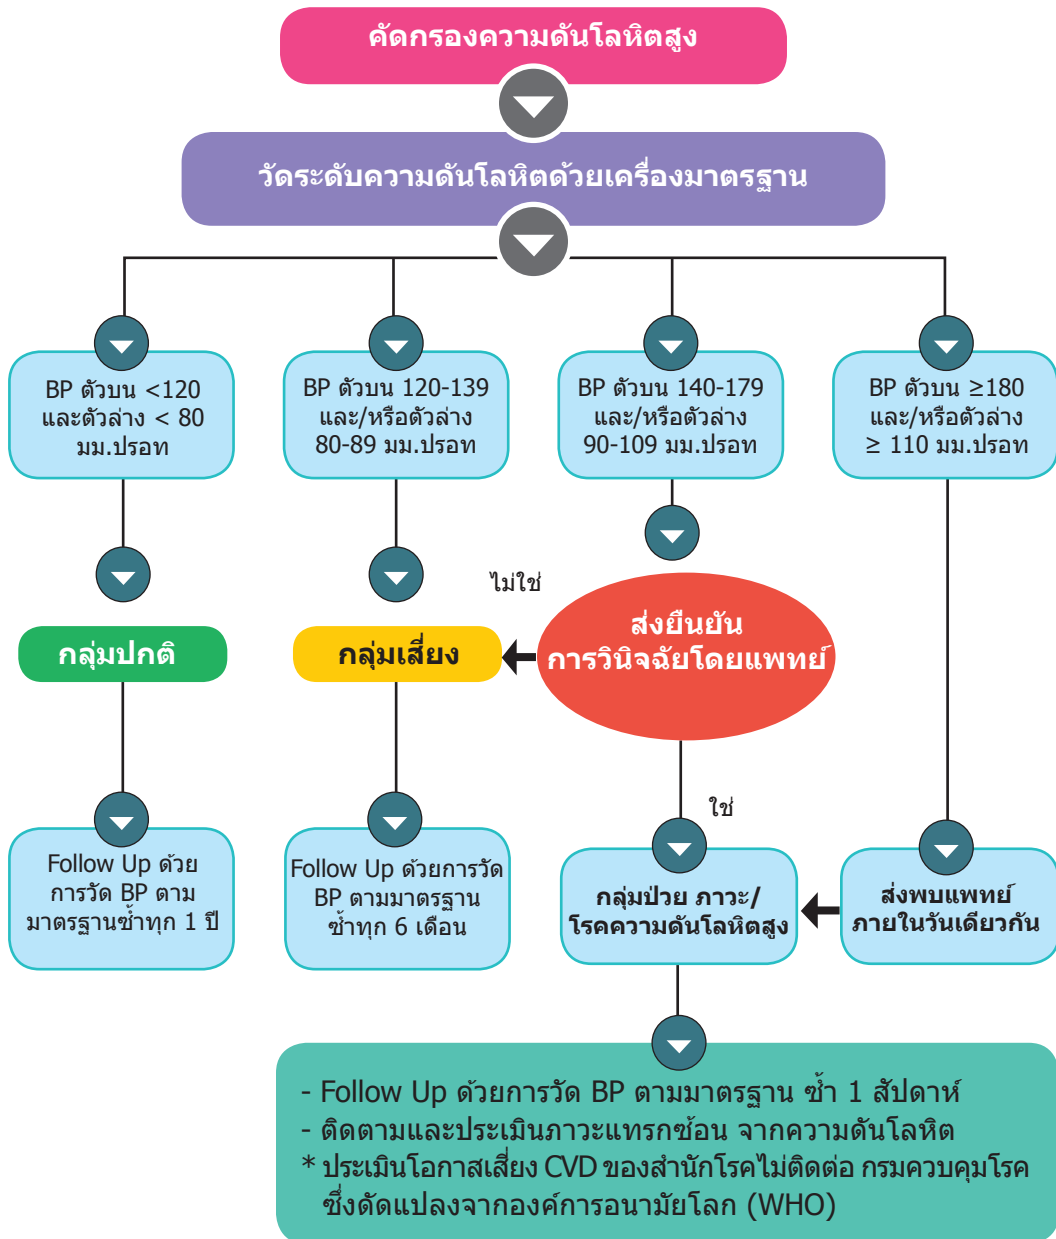 คัดกรองความดันโลหิตสูง
วัดระดับความดันโลหิตด้วยเครื่องมาตรฐาน
BP ตัวบน <120
และตัวล่าง < 80
มม.ปรอท
BP ตัวบน 120-139
และ/หรือตัวล่าง
80-89 มม.ปรอท
BP ตัวบน 140-179
และ/หรือตัวล่าง
90-109 มม.ปรอท
BP ตัวบน ≥180
และ/หรือตัวล่าง
≥ 110 มม.ปรอท
กลุ่มปกติ
กลุ่มเสี่ยง
ไม่ใช่
ส่งยืนยัน
การวินิจฉัยโดยแพทย์
ใช่
Follow Up ด้วย
การวัด BP ตาม
มาตรฐานซ้ำทุก 1 ปี
Follow Up ด้วยการวัด
BP ตามมาตรฐาน
ซ้ำทุก 6 เดือน
กลุ่มป่วย ภาวะ/
โรคความดันโลหิตสูง
ส่งพบแพทย์
ภายในวันเดียวกัน
- Follow Up ด้วยการวัด BP ตามมาตรฐาน ซ้ำ 1 สัปดาห์
- ติดตามและประเมินภาวะแทรกซ้อน จากความดันโลหิต
* ประเมินโอกาสเสี่ยง CVD ของสำนักโรคไม่ติดต่อ กรมควบคุมโรค
ซึ่งดัดแปลงจากองค์การอนามัยโลก (WHO)